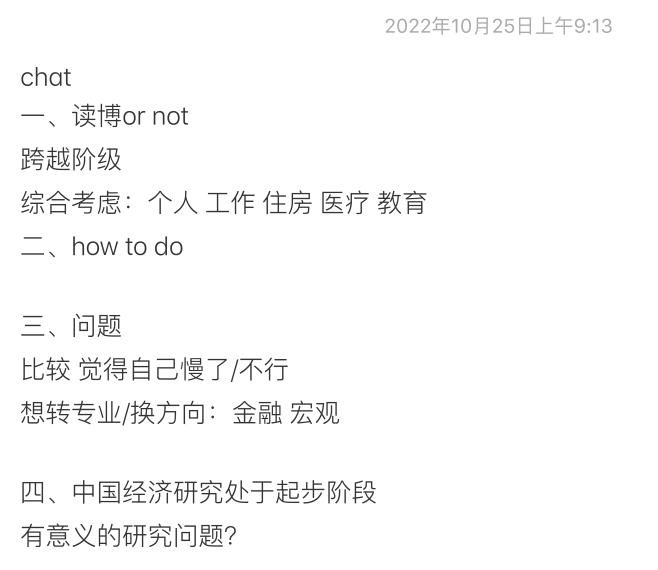 2022年10月25日上午9:13
chat
一、读博or not
跨越阶级
综合考虑：个人 工作 住房 医疗 教育
二、how to do
三、问题
比较 觉得自己慢了/不行
想转专业/换方向：金融 宏观
四、中国经济研究处于起步阶段
有意义的研究问题？